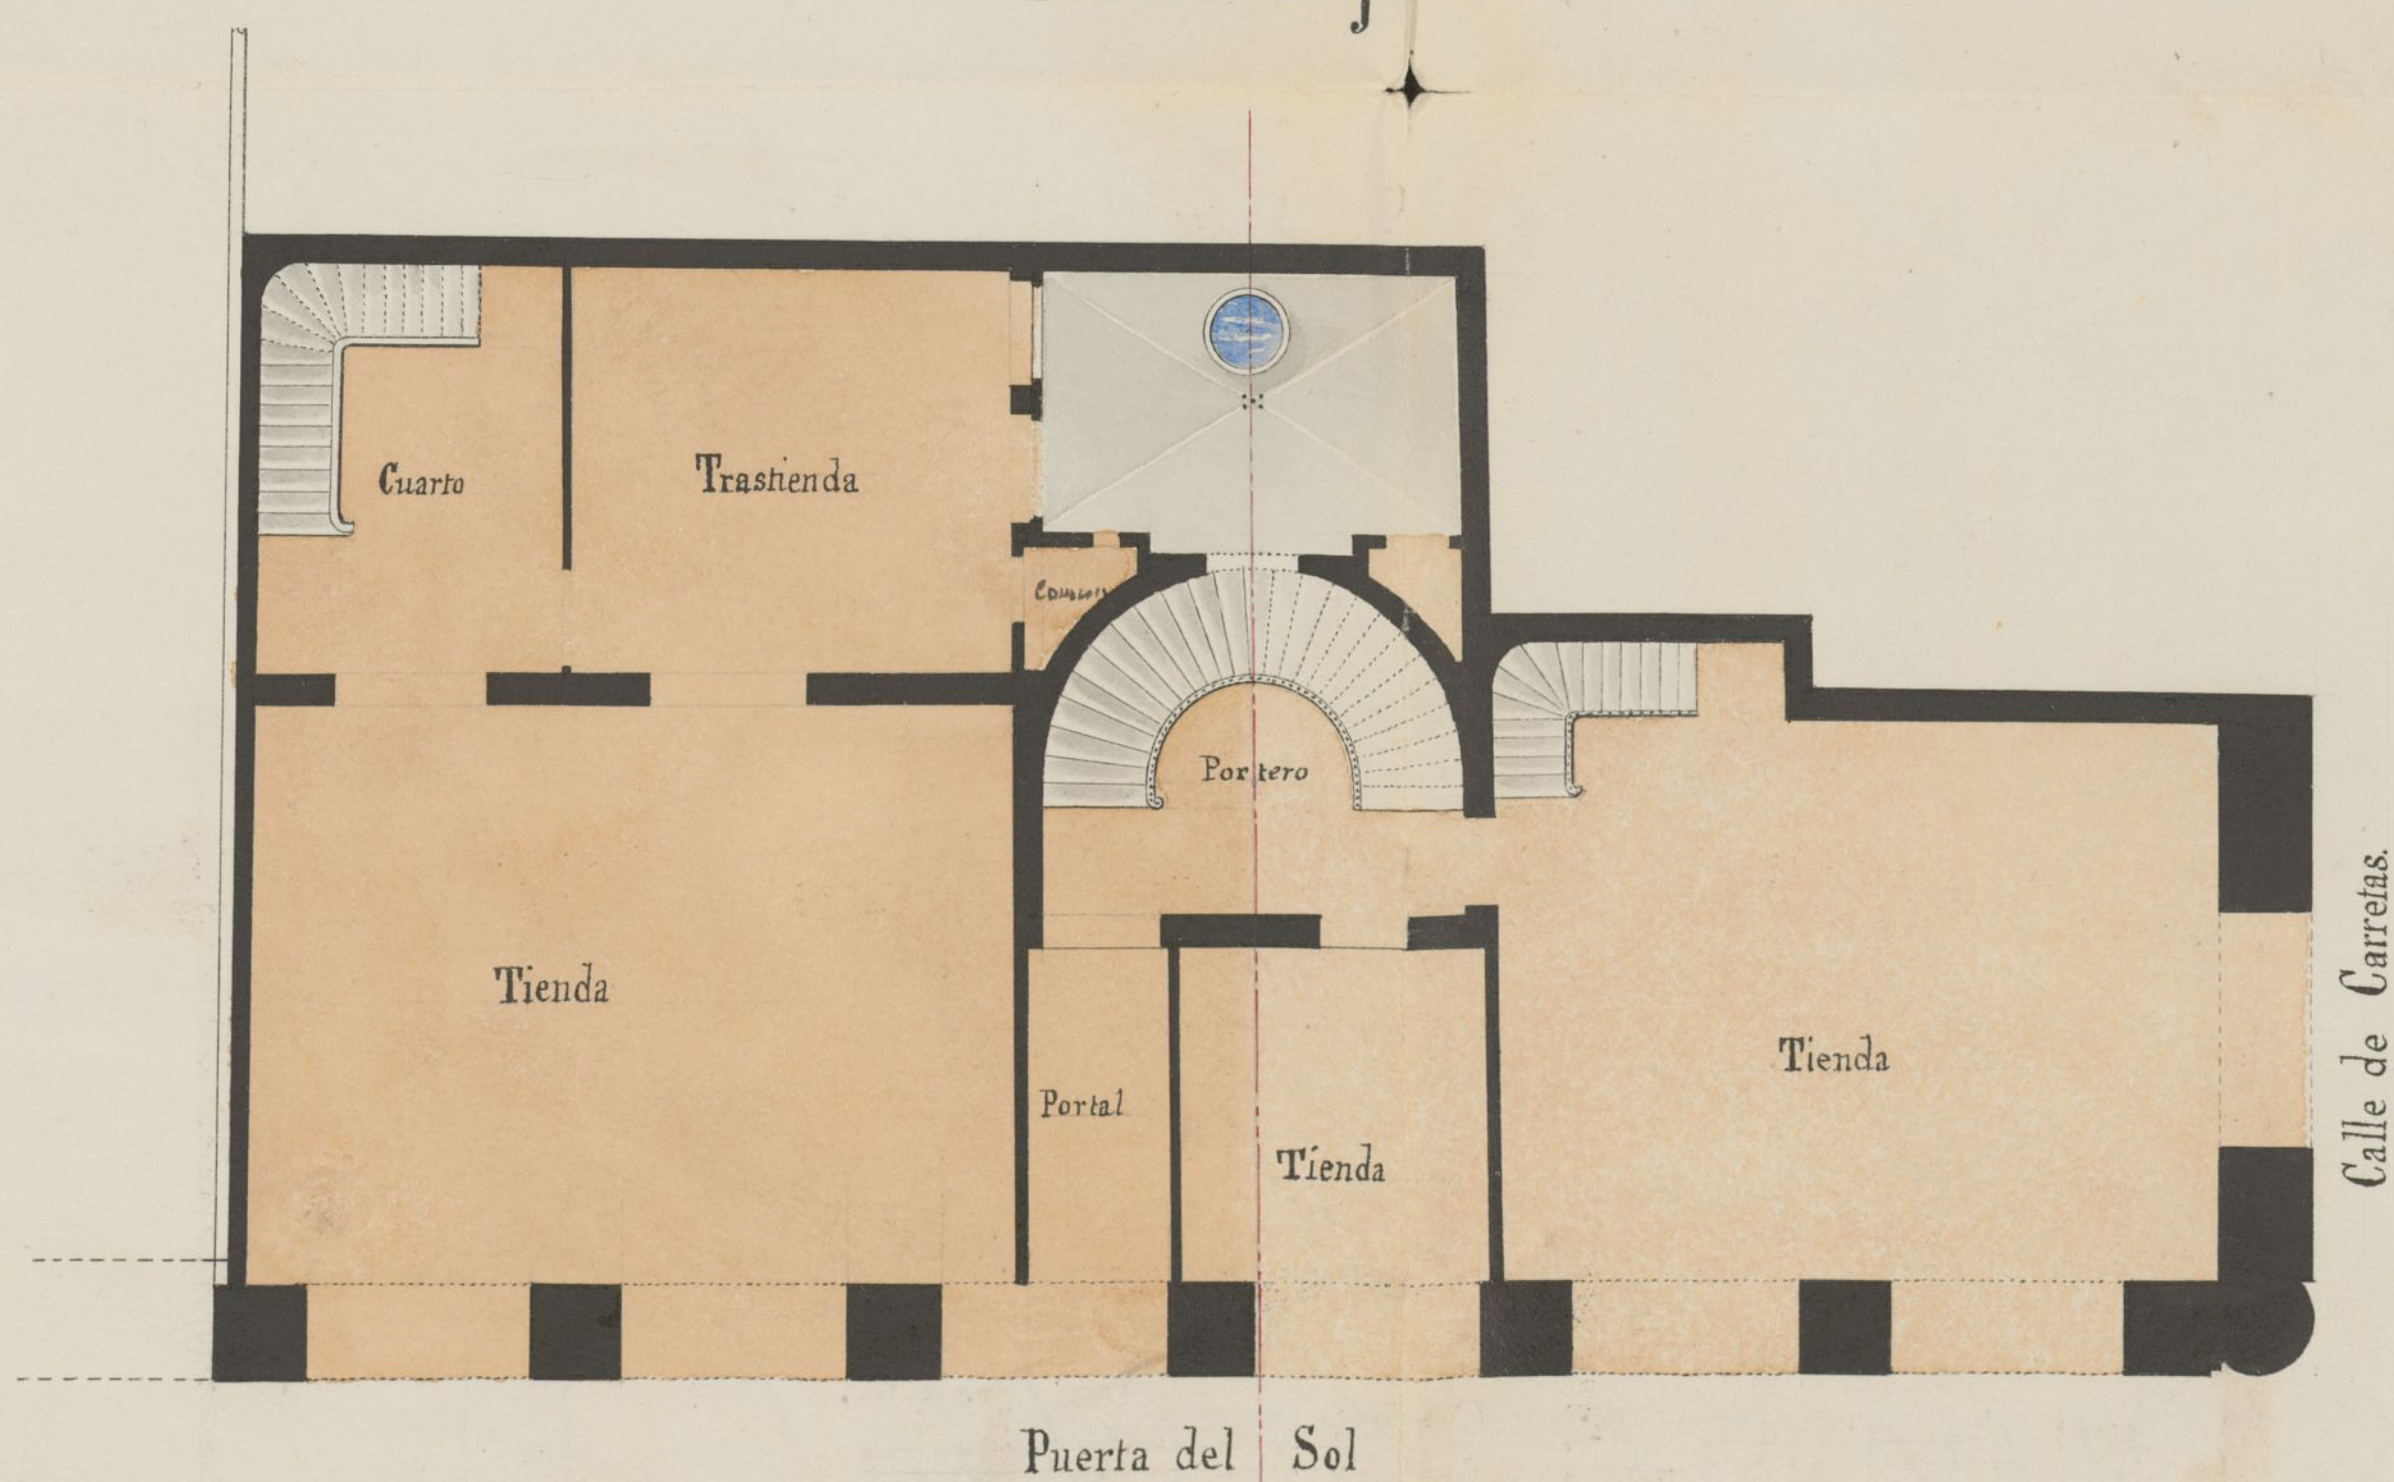 Cuarto
Trastienda
Portero
Tienda
Portal
Tienda
Tienda
Calle de Carretas.
Puerta del Sol